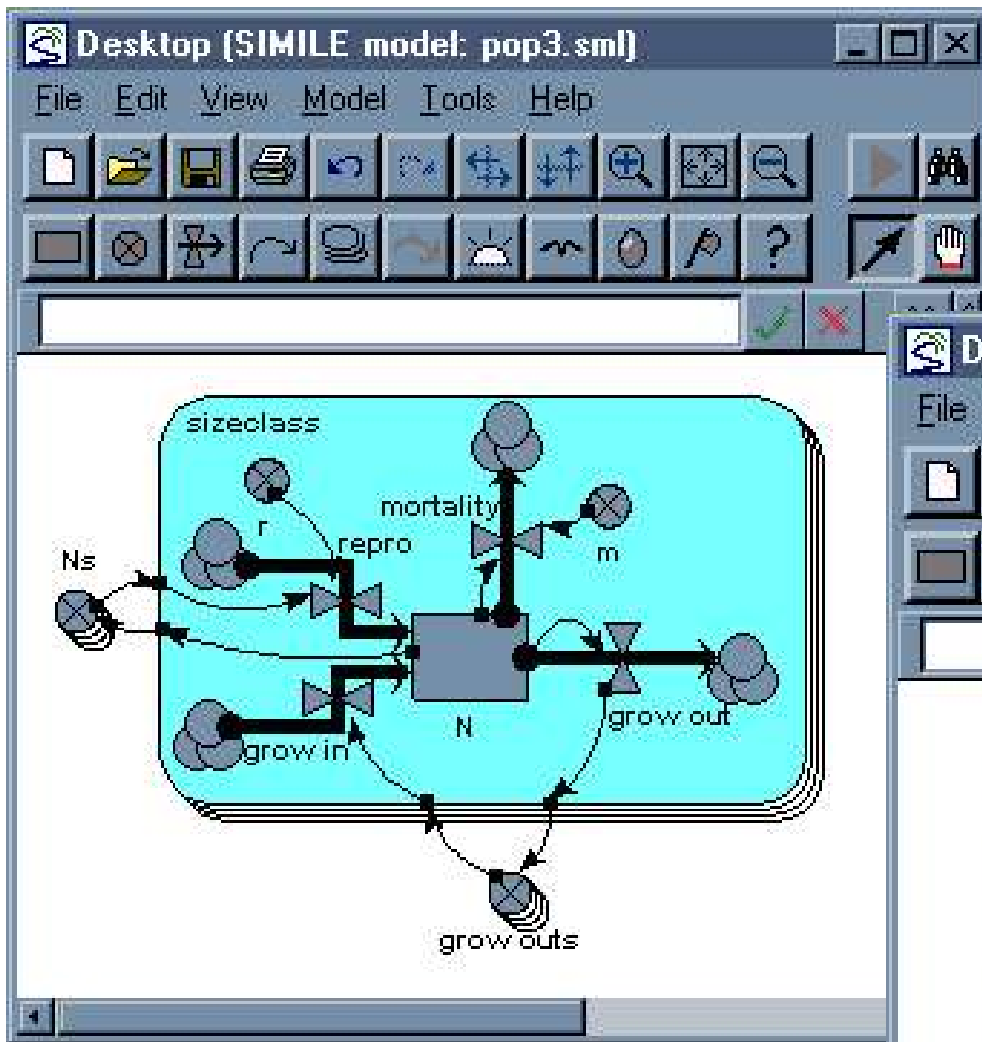 Desktop (SIMILE model: pop3.sml)
File Edit View Model Tools Help
?
D
File
sizeclass
r
mortality
m
repro
Ns
N
grow out
grow in
grow outs